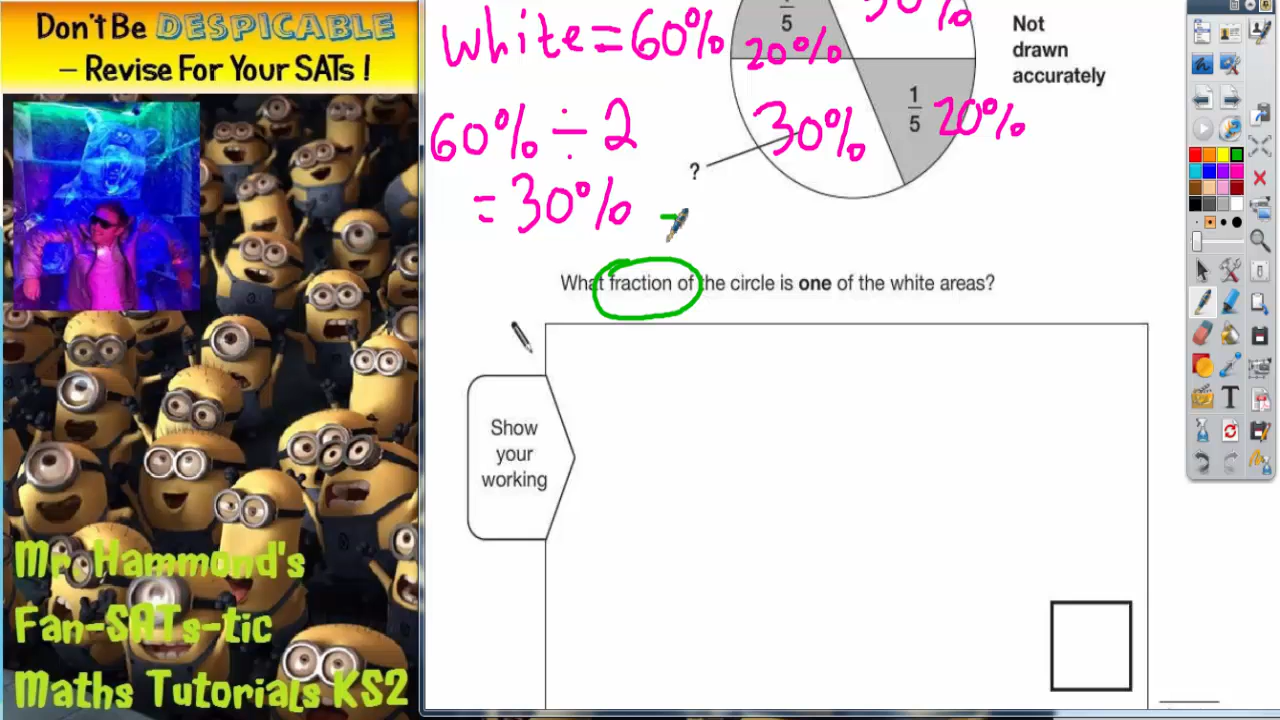 Don't Be DESPICABLE
– Revise For Your SATs !
Mr. Hammond's
Fan-SATs-tic
Maths Tutorials KS2
White = 60%
60% ÷ 2
= 30%
5
20%
30%
1
5
20%
?
Not
drawn
accurately
What fraction of the circle is one of the white areas?
Show
your
working
T